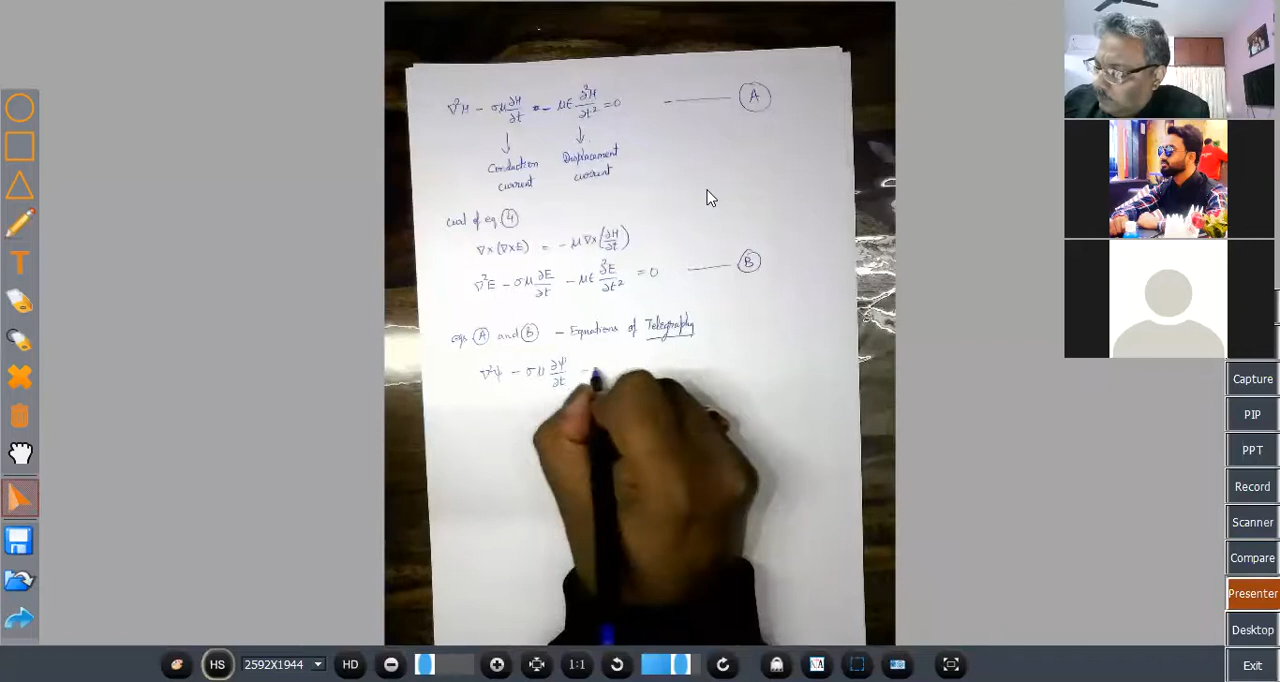 ∇²H − σμ ∂H/∂t − με ∂²H/∂t² = 0 — A
Conduction current
Displacement current
curl of eq 4
∇×(∇×E) = −μ∇×(∂H/∂t)
∇²E − σμ ∂E/∂t − με ∂²E/∂t² = 0 — B
eqs A and B − Equations of Telegraphy
∇²ψ − σμ ∂ψ/∂t −
T
Capture
PIP
PPT
Record
Scanner
Compare
Presenter
Desktop
Exit
HS 2592X1944 HD 1:1